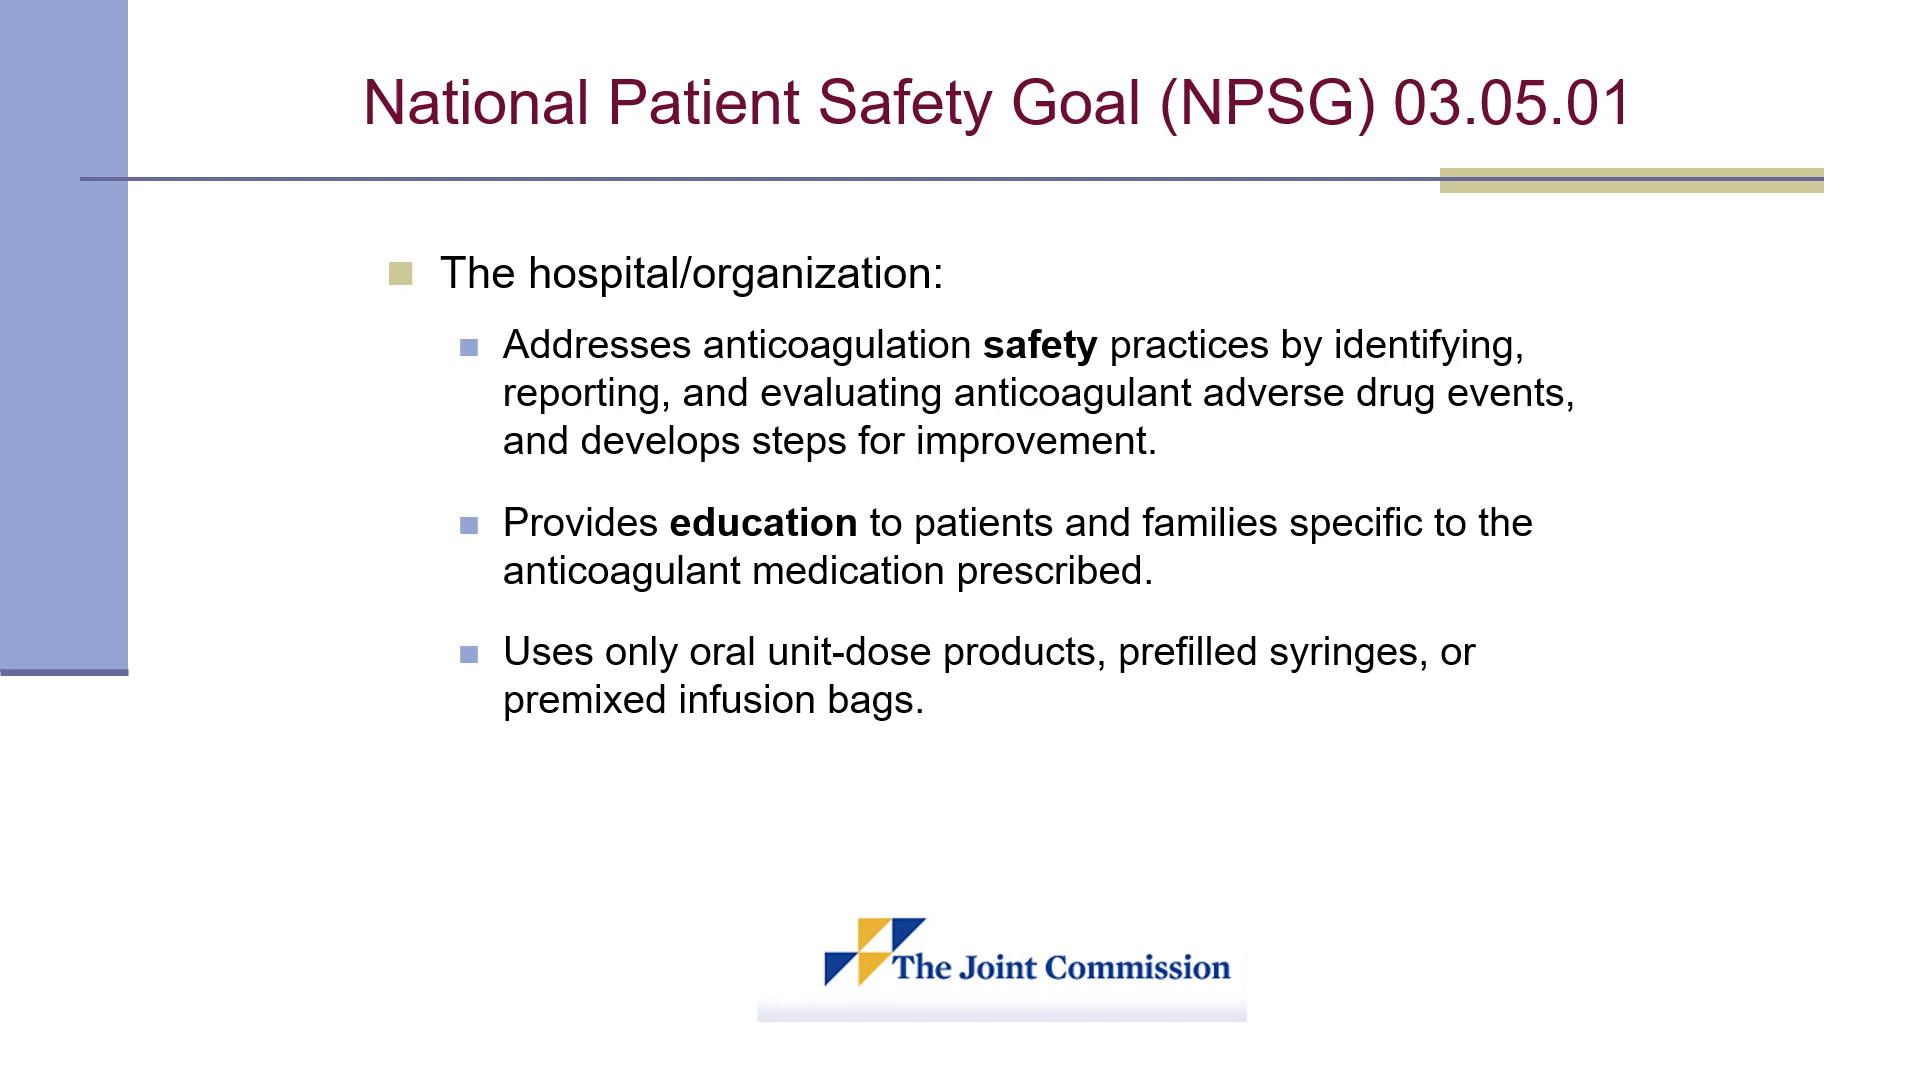 National Patient Safety Goal (NPSG) 03.05.01
The hospital/organization:
Addresses anticoagulation safety practices by identifying,
reporting, and evaluating anticoagulant adverse drug events,
and develops steps for improvement.
Provides education to patients and families specific to the
anticoagulant medication prescribed.
Uses only oral unit-dose products, prefilled syringes, or
premixed infusion bags.
The Joint Commission